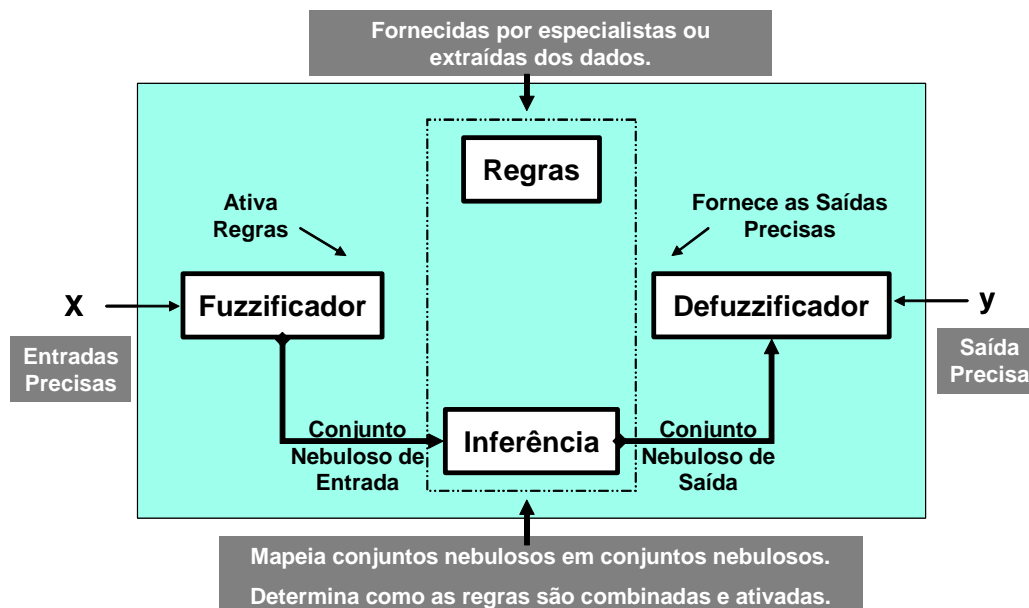 Fornecidas por especialistas ou
extraídas dos dados.
Regras
Ativa
Regras
Fornece as Saídas
Precisas
X
Fuzzificador
Defuzzificador
y
Entradas
Precisas
Saída
Precisa
Conjunto
Nebuloso de
Entrada
Inferência
Conjunto
Nebuloso de
Saída
Mapeia conjuntos nebulosos em conjuntos nebulosos.
Determina como as regras são combinadas e ativadas.